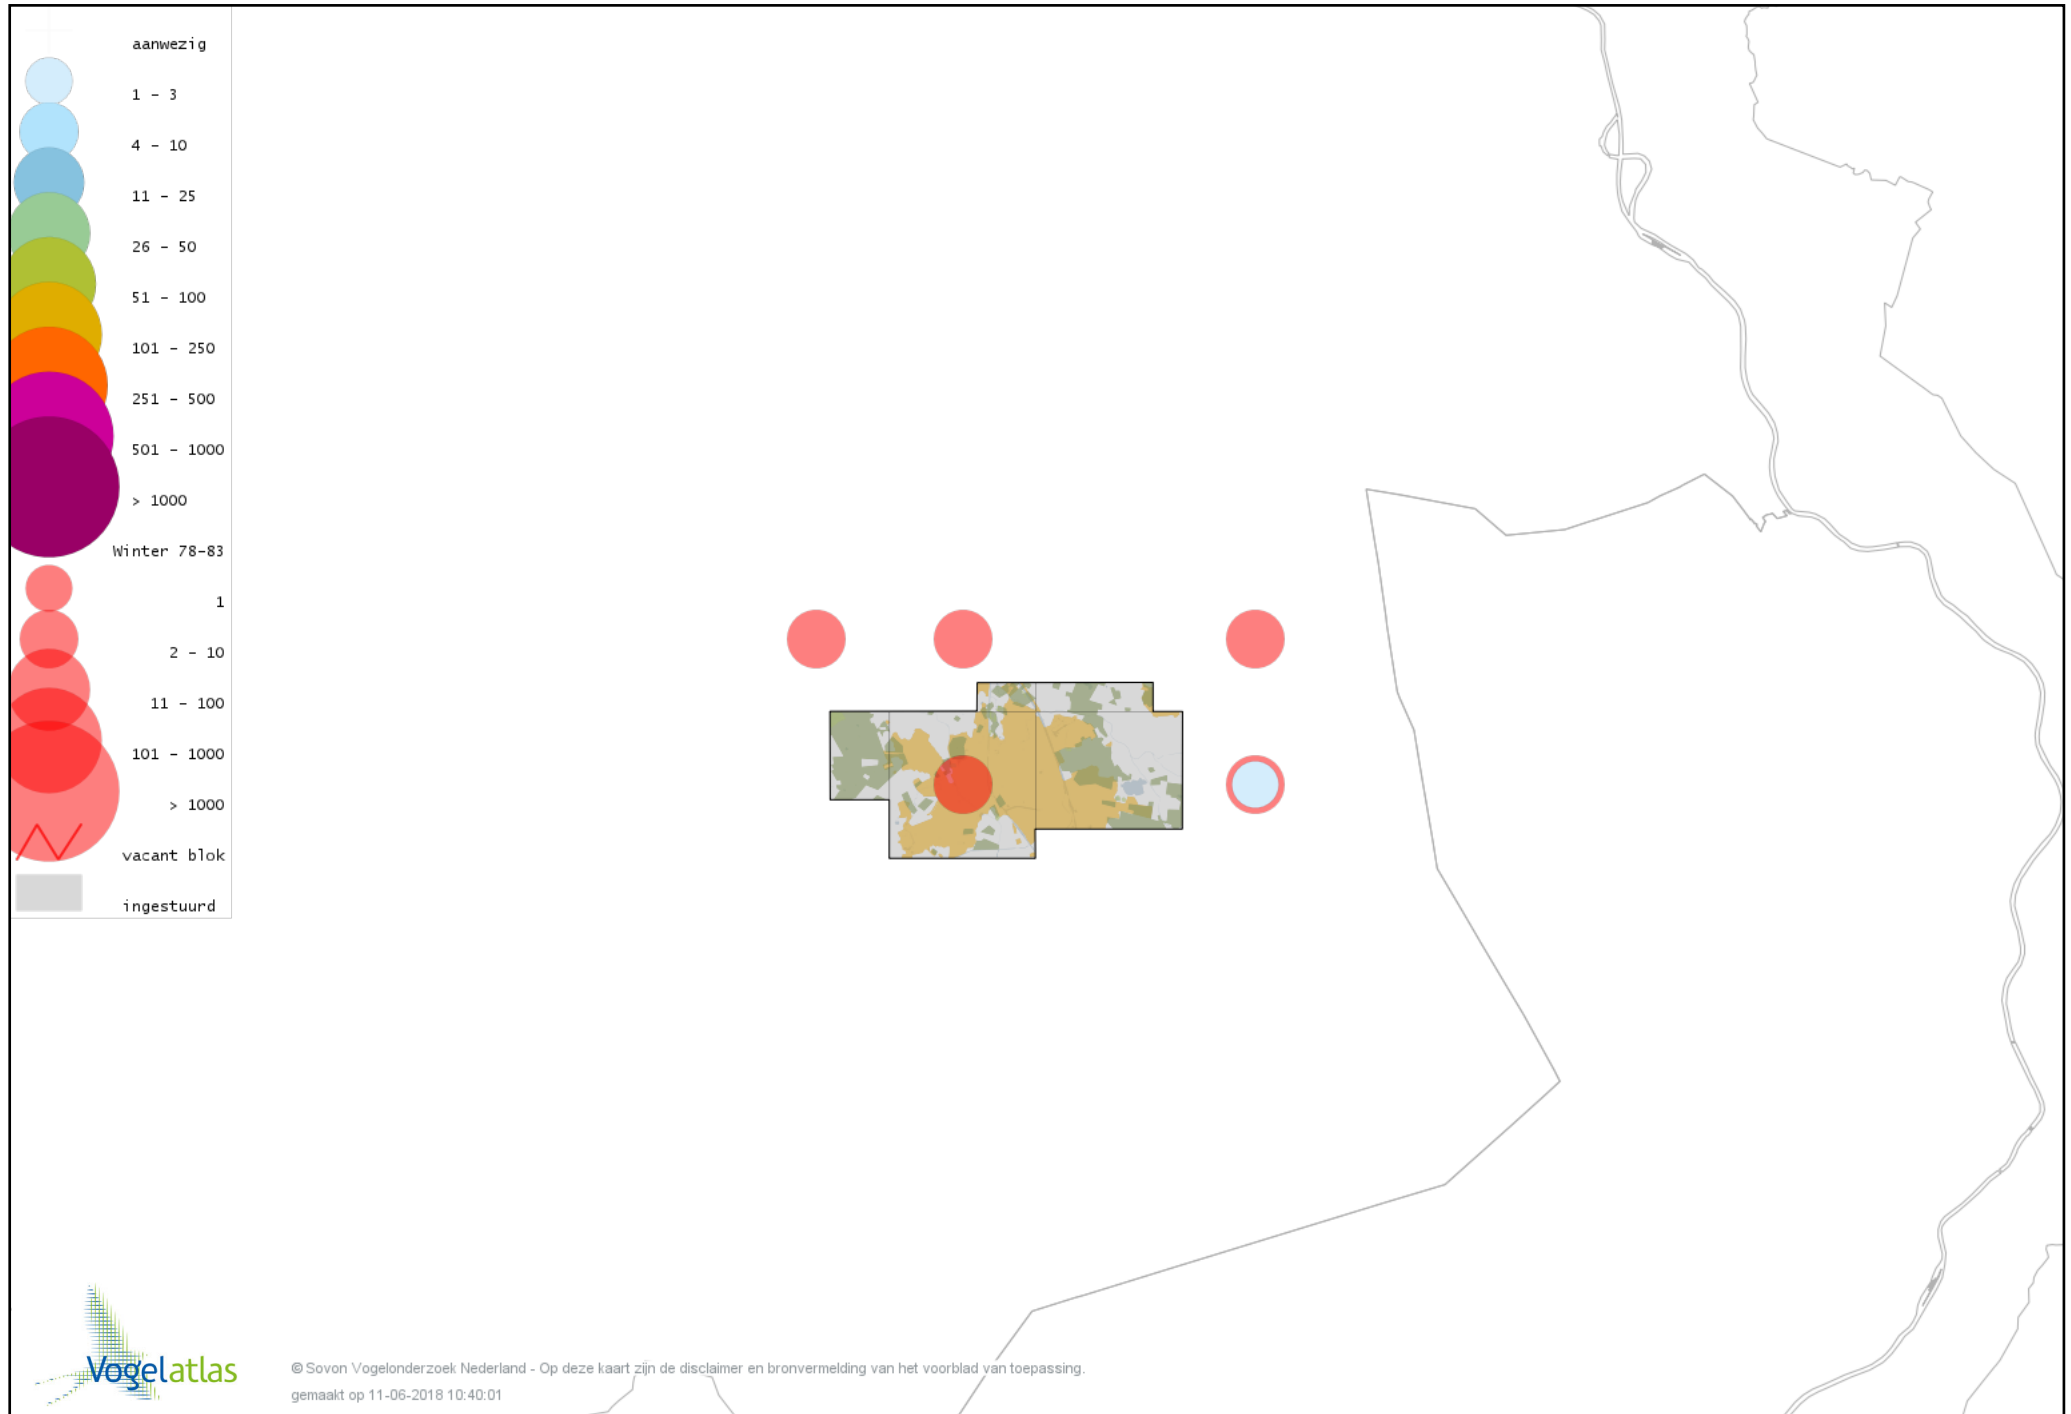 aanwezig
1 - 3
4 - 10
11 - 25
26 - 50
51 - 100
101 - 250
251 - 500
501 - 1000
> 1000
Winter 78-83
1
2 - 10
11 - 100
101 - 1000
> 1000
vacant blok
ingestuurd
Vogelatlas
© Sovon Vogelonderzoek Nederland - Op deze kaart zijn de disclaimer en bronvermelding van het voorblad van toepassing.
gemaakt op 11-06-2018 10:40:01